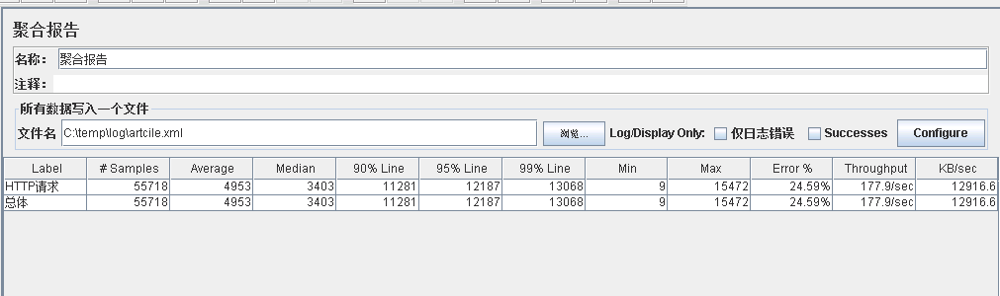 聚合报告
名称： 聚合报告
注释：
所有数据写入一个文件
文件名 C:\temp\log\artcile.xml 浏览... Log/Display Only: 仅日志错误 Successes Configure
Label # Samples Average Median 90% Line 95% Line 99% Line Min Max Error % Throughput KB/sec
HTTP请求 55718 4953 3403 11281 12187 13068 9 15472 24.59% 177.9/sec 12916.6
总体 55718 4953 3403 11281 12187 13068 9 15472 24.59% 177.9/sec 12916.6